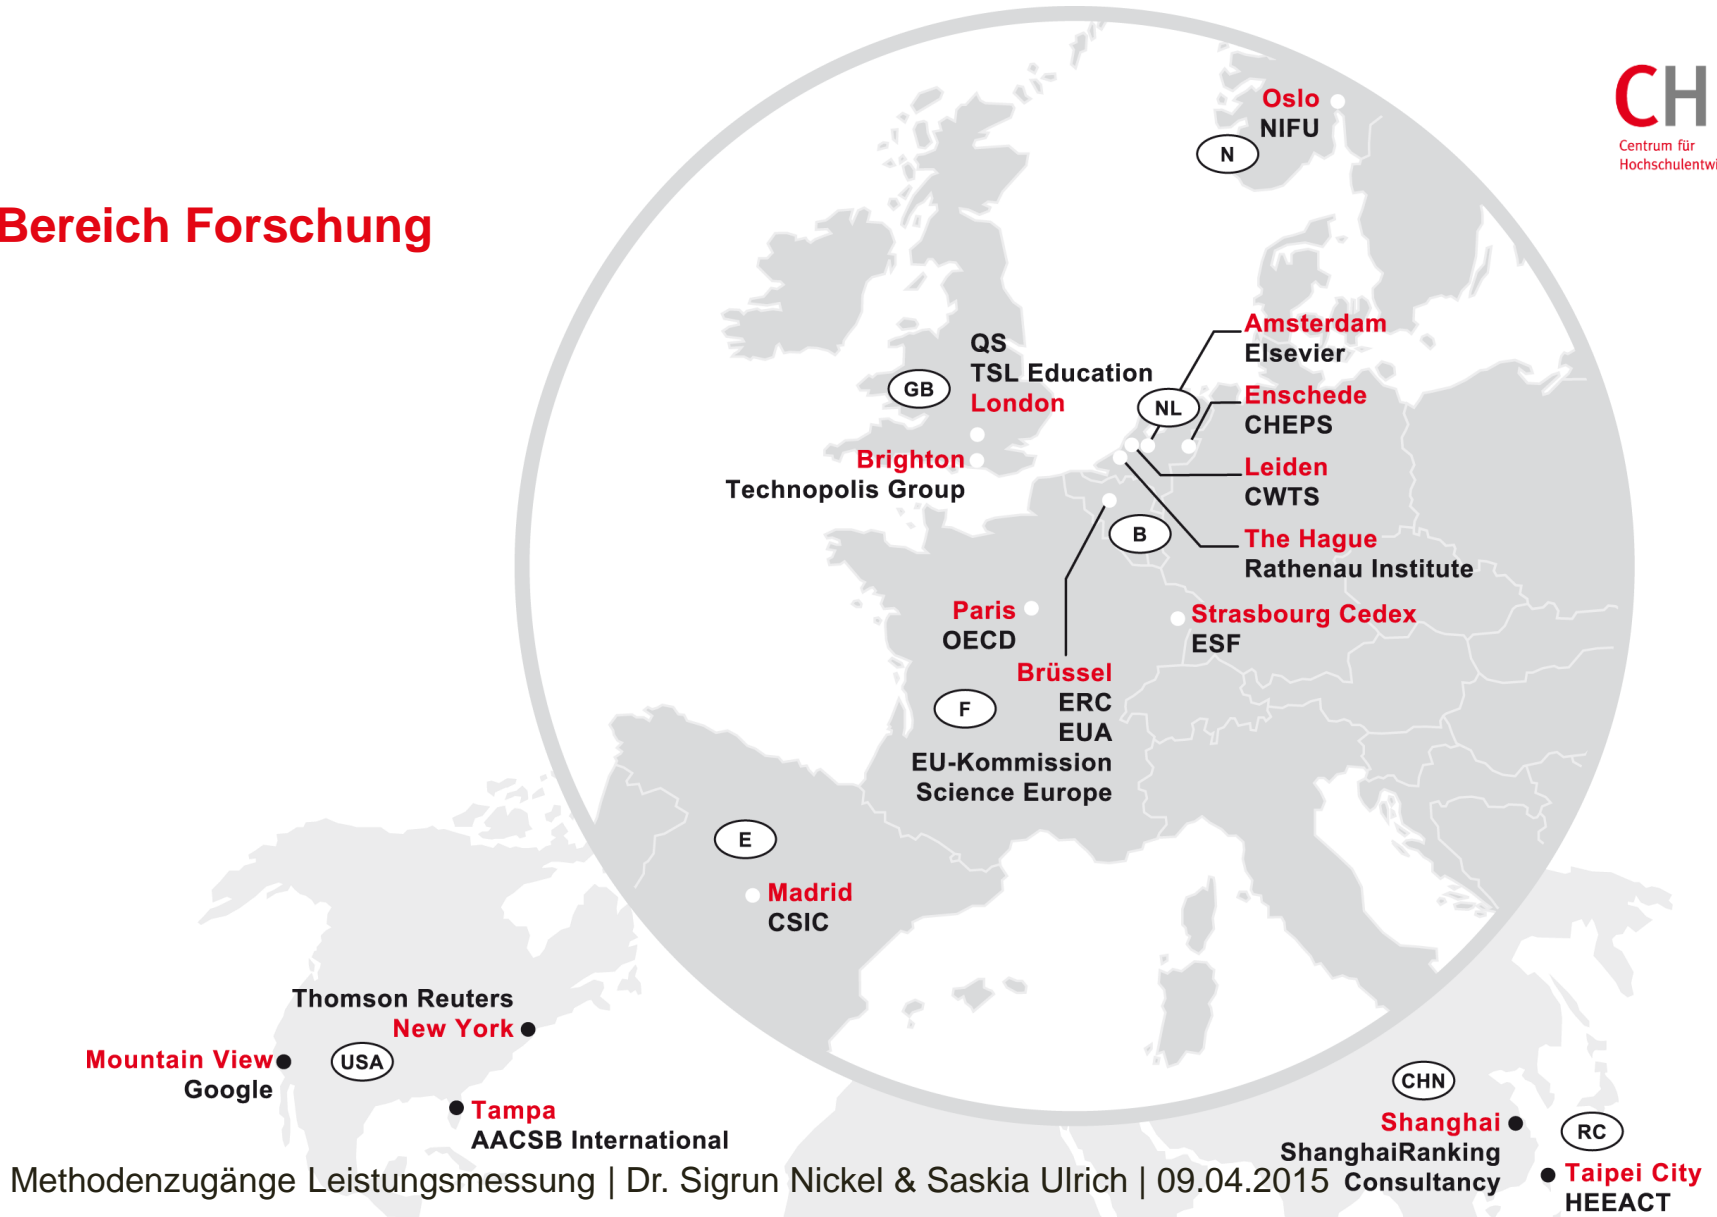 CH
Centrum für
Hochschulentwi
Bereich Forschung
Oslo
NIFU
N
QS
TSL Education
London
GB
Brighton
Technopolis Group
Amsterdam
Elsevier
NL
Enschede
CHEPS
Leiden
CWTS
The Hague
Rathenau Institute
B
Paris
OECD
Strasbourg Cedex
ESF
Brüssel
ERC
EUA
EU-Kommission
Science Europe
F
E
Madrid
CSIC
Thomson Reuters
New York
Mountain View
Google
USA
Tampa
AACSB International
CHN
Shanghai
ShanghaiRanking
Consultancy
RC
Taipei City
HEEACT
Methodenzugänge Leistungsmessung | Dr. Sigrun Nickel & Saskia Ulrich | 09.04.2015